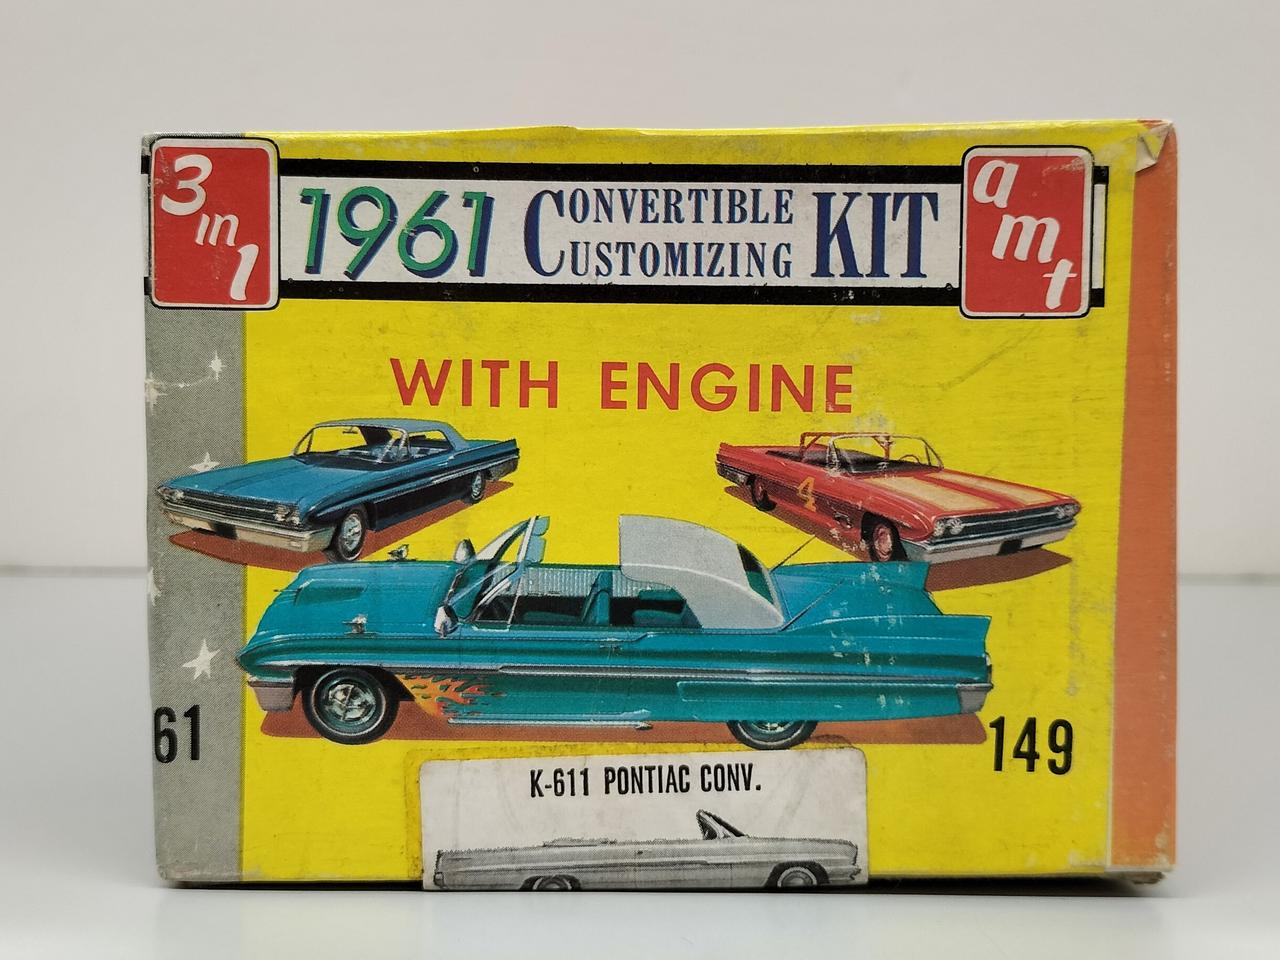 3 in 1
1961 CONVERTIBLE CUSTOMIZING KIT
amt
WITH ENGINE
4
61
149
K-611 PONTIAC CONV.